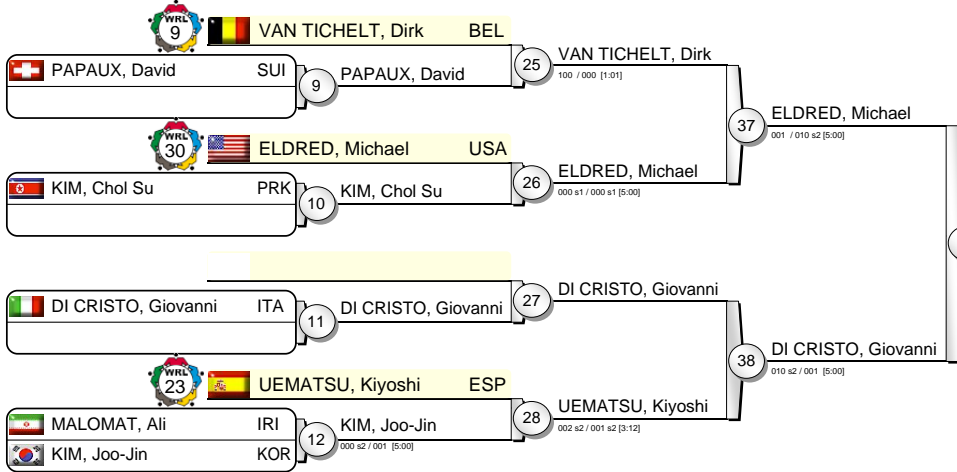 WRL
9
VAN TICHELT, Dirk BEL
PAPAUX, David SUI
9
PAPAUX, David
25
VAN TICHELT, Dirk
100 / 000 [1:01]
WRL
30
ELDRED, Michael USA
KIM, Chol Su PRK
10
KIM, Chol Su
26
ELDRED, Michael
000 s1 / 000 s1 [5:00]
37
ELDRED, Michael
001 / 010 s2 [5:00]
DI CRISTO, Giovanni ITA
11
DI CRISTO, Giovanni
27
DI CRISTO, Giovanni
WRL
23
UEMATSU, Kiyoshi ESP
MALOMAT, Ali IRI
KIM, Joo-Jin KOR
12
KIM, Joo-Jin
000 s2 / 001 [5:00]
28
UEMATSU, Kiyoshi
002 s2 / 001 s2 [3:12]
38
DI CRISTO, Giovanni
010 s2 / 001 [5:00]